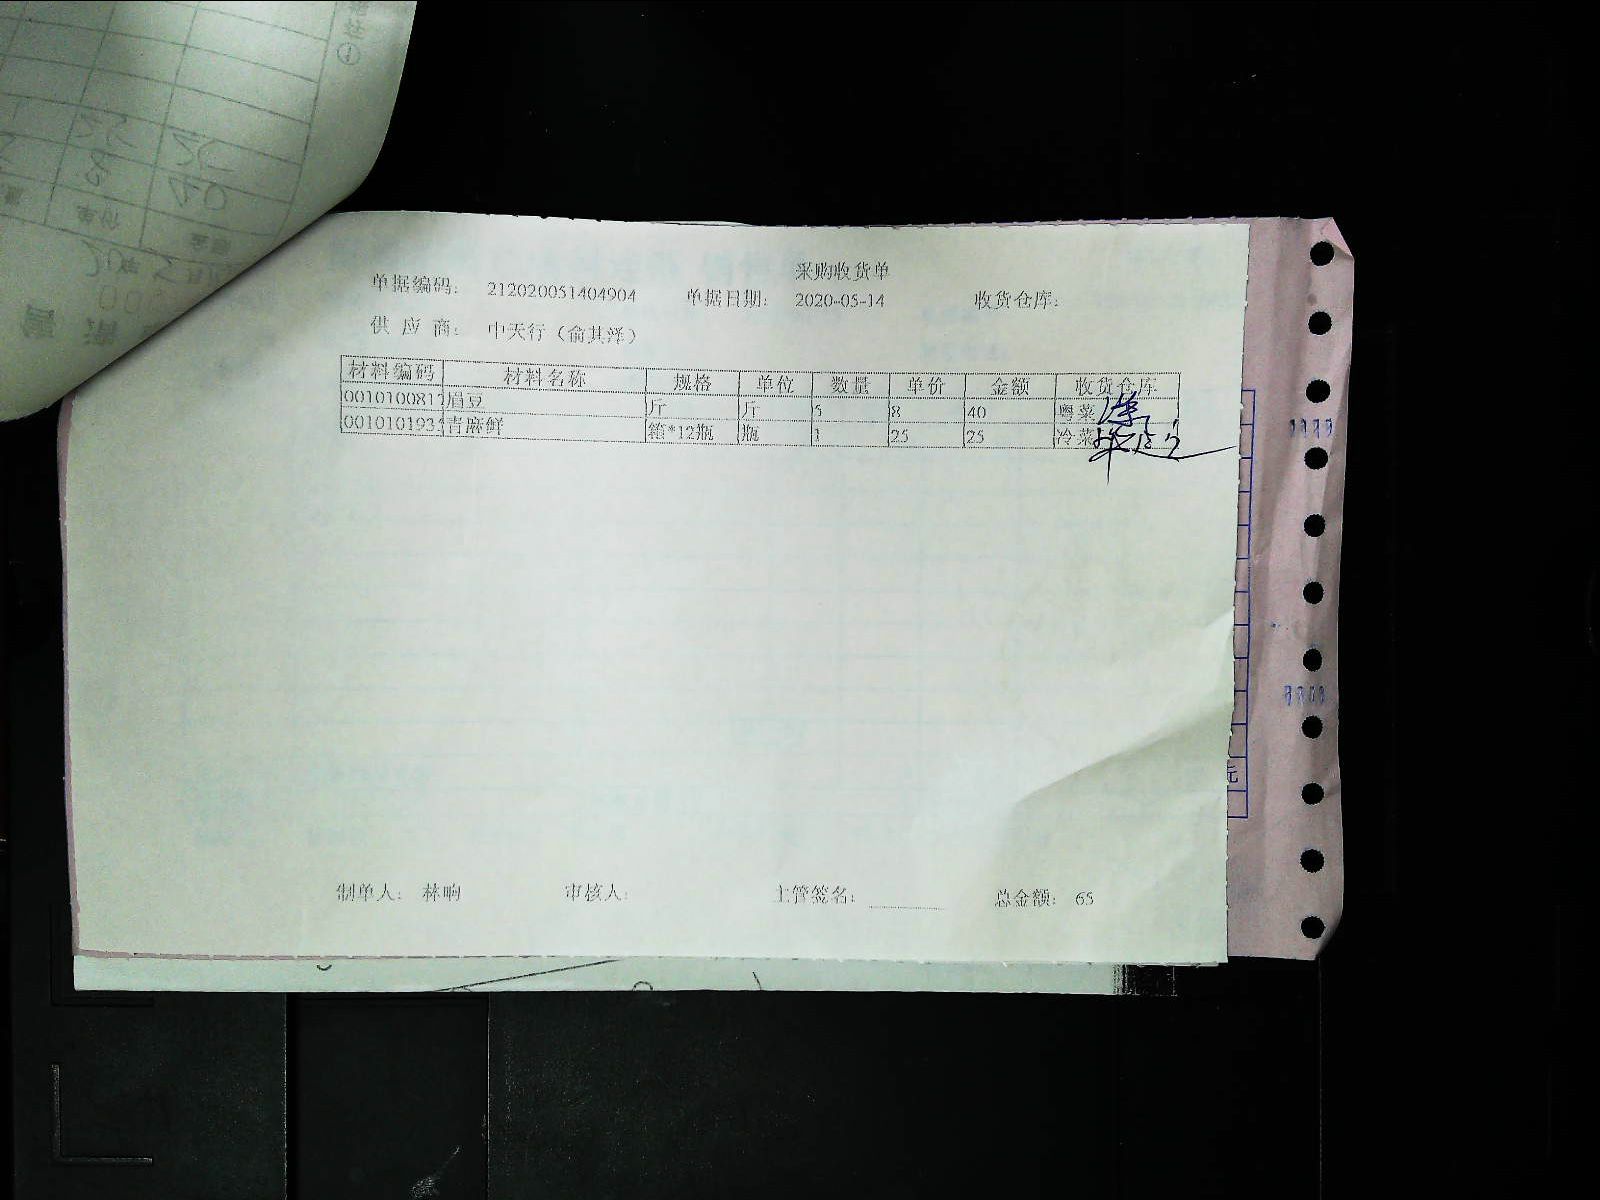 采购收货单
单据编码: 212020051404904 单据日期: 2020-05-14 收货仓库:
供 应 商: 中天行（俞其泽）
材料编码 材料名称 规格 单位 数量 单价 金额 收货仓库
001010081 眉豆 斤 斤 5 8 40 粤菜
001010193 吉麻鲜 箱*12瓶 瓶 1 25 25 冷菜
制单人: 林晌 审核人: 主管签名: 总金额: 65
元